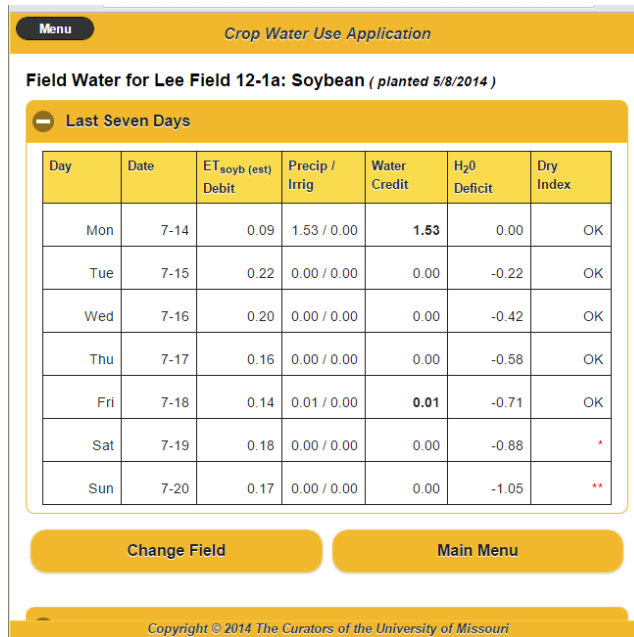 Menu
Crop Water Use Application
Field Water for Lee Field 12-1a: Soybean ( planted 5/8/2014 )
Last Seven Days
Day Date ETsoyb (est) Debit Precip / Irrig Water Credit H20 Deficit Dry Index
Mon 7-14 0.09 1.53 / 0.00 1.53 0.00 OK
Tue 7-15 0.22 0.00 / 0.00 0.00 -0.22 OK
Wed 7-16 0.20 0.00 / 0.00 0.00 -0.42 OK
Thu 7-17 0.16 0.00 / 0.00 0.00 -0.58 OK
Fri 7-18 0.14 0.01 / 0.00 0.01 -0.71 OK
Sat 7-19 0.18 0.00 / 0.00 0.00 -0.88 *
Sun 7-20 0.17 0.00 / 0.00 0.00 -1.05 **
Change Field Main Menu
Copyright © 2014 The Curators of the University of Missouri